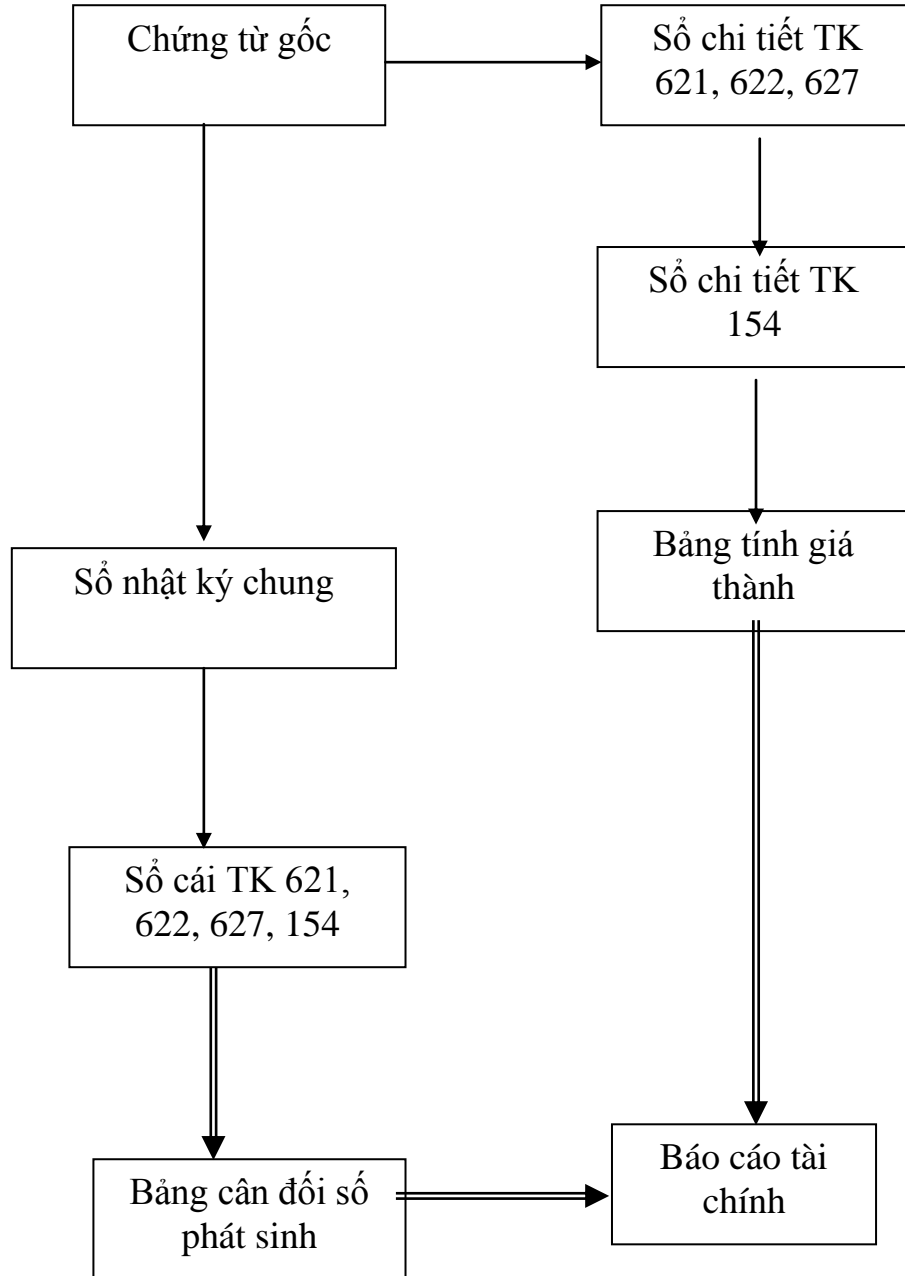 Chứng từ gốc
Sổ chi tiết TK
621, 622, 627
Sổ chi tiết TK
154
Sổ nhật ký chung
Bảng tính giá
thành
Sổ cái TK 621,
622, 627, 154
Bảng cân đối số
phát sinh
Báo cáo tài
chính